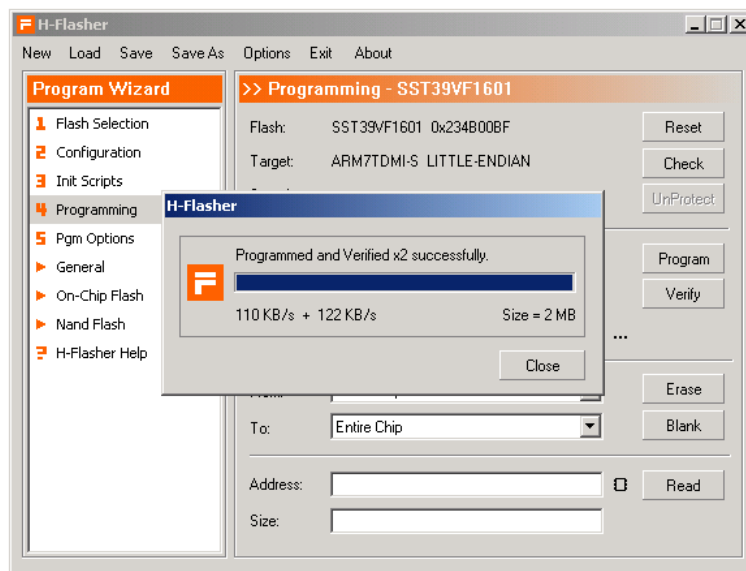 H-Flasher
New Load Save Save As Options Exit About
Program Wizard
1 Flash Selection
2 Configuration
3 Init Scripts
4 Programming
5 Pgm Options
General
On-Chip Flash
Nand Flash
? H-Flasher Help
>> Programming - SST39VF1601
Flash: SST39VF1601 0x234B00BF
Reset
Target: ARM7TDMI-S LITTLE-ENDIAN
Check
UnProtect
H-Flasher
Programmed and Verified x2 successfully.
110 KB/s + 122 KB/s Size = 2 MB
Close
Program
Verify
...
Erase
To: Entire Chip
Blank
Address:
Read
Size: